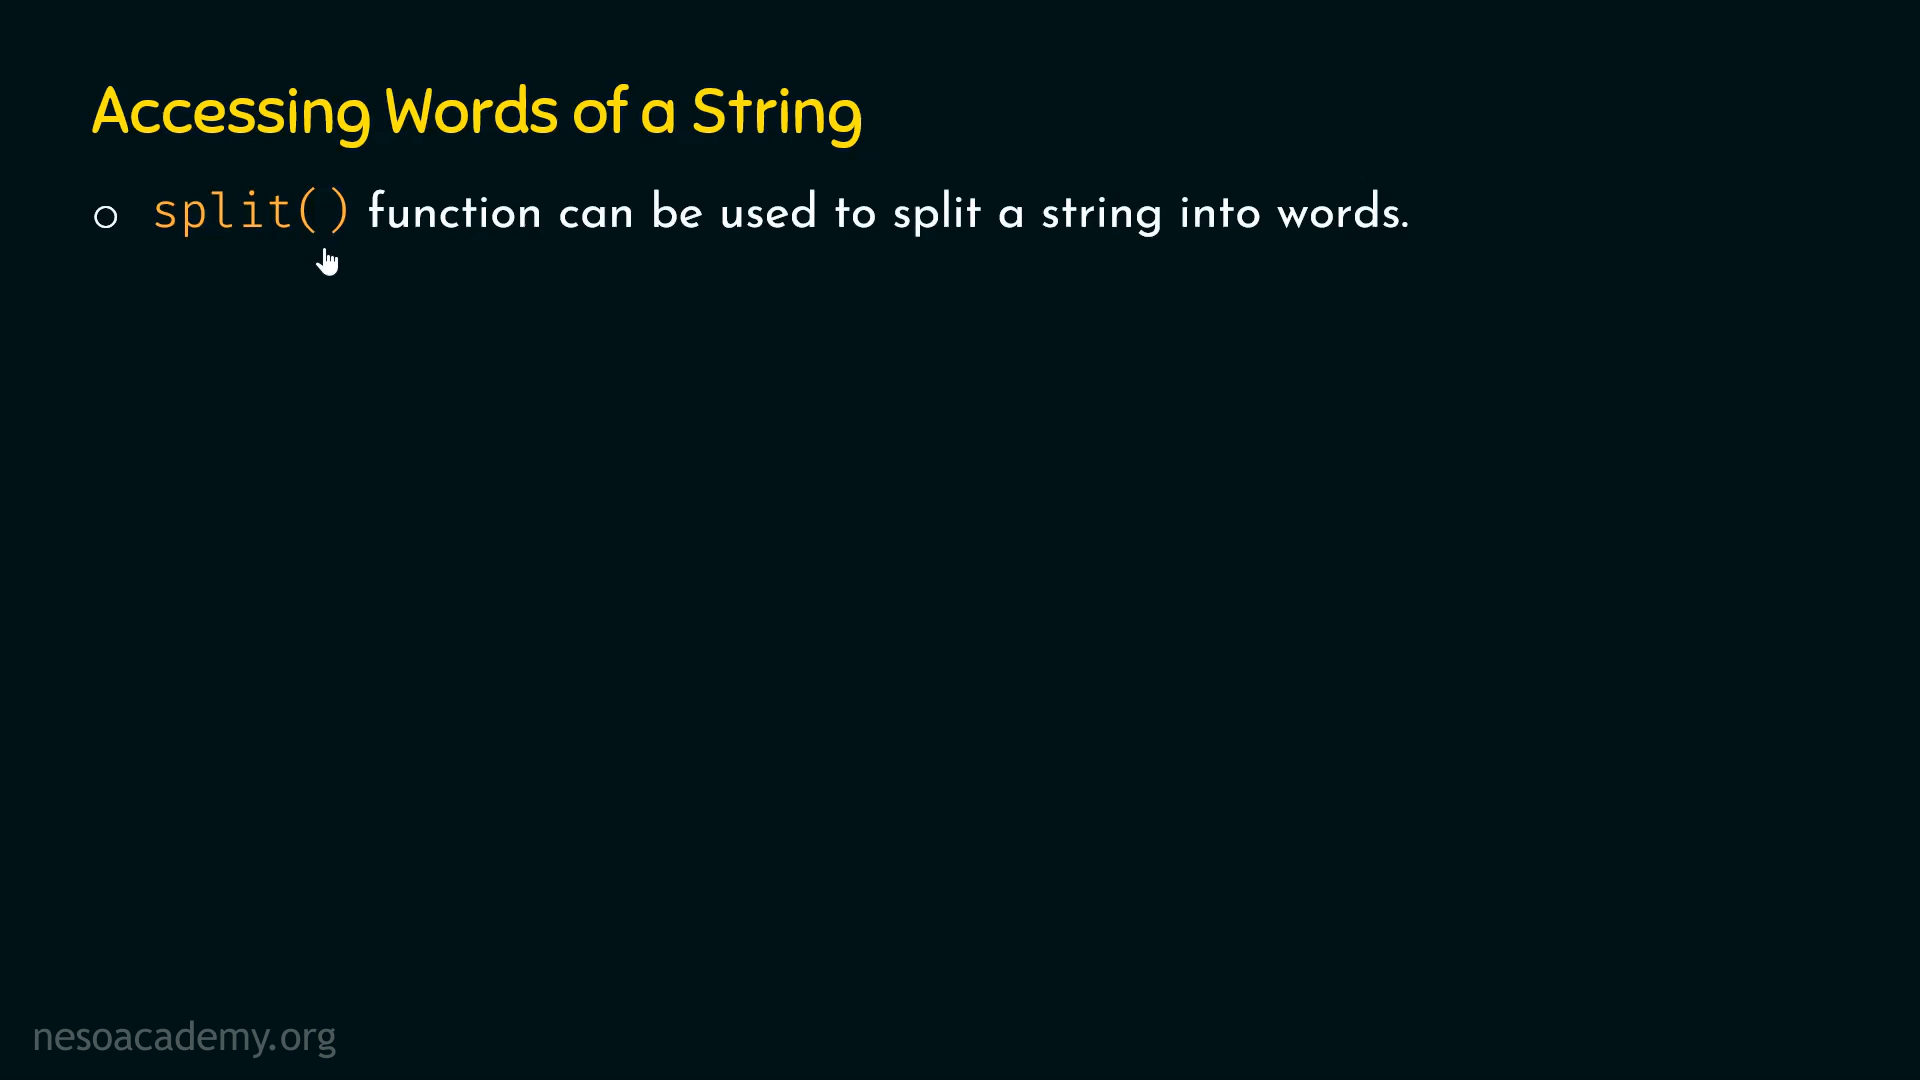 Accessing Words of a String
○ split() function can be used to split a string into words.
nesoacademy.org